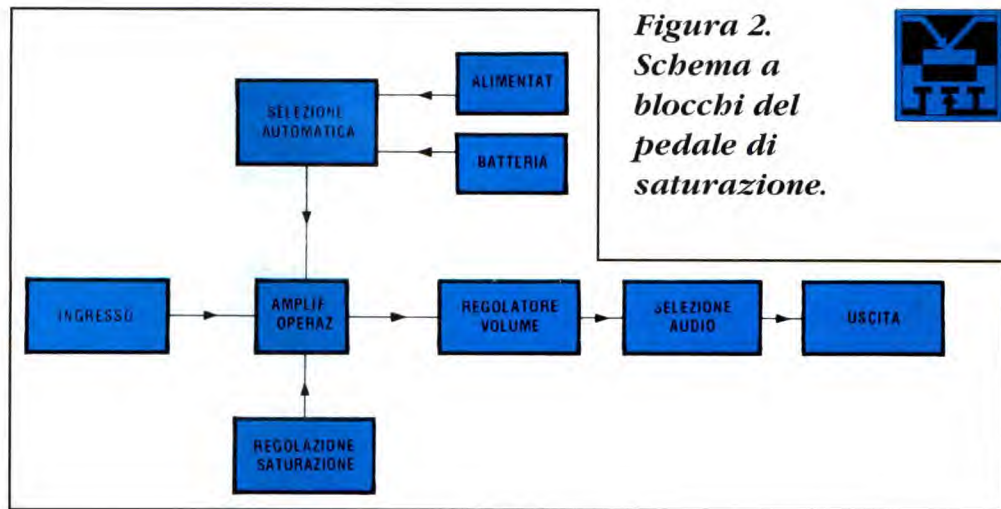 Figura 2.
Schema a
blocchi del
pedale di
saturazione.
ALIMENTAT
SELEZIONE
AUTOMATICA
BATTERIA
INGRESSO
AMPLIF
OPERAZ
REGOLATORE
VOLUME
SELEZIONE
AUDIO
USCITA
REGOLAZIONE
SATURAZIONE